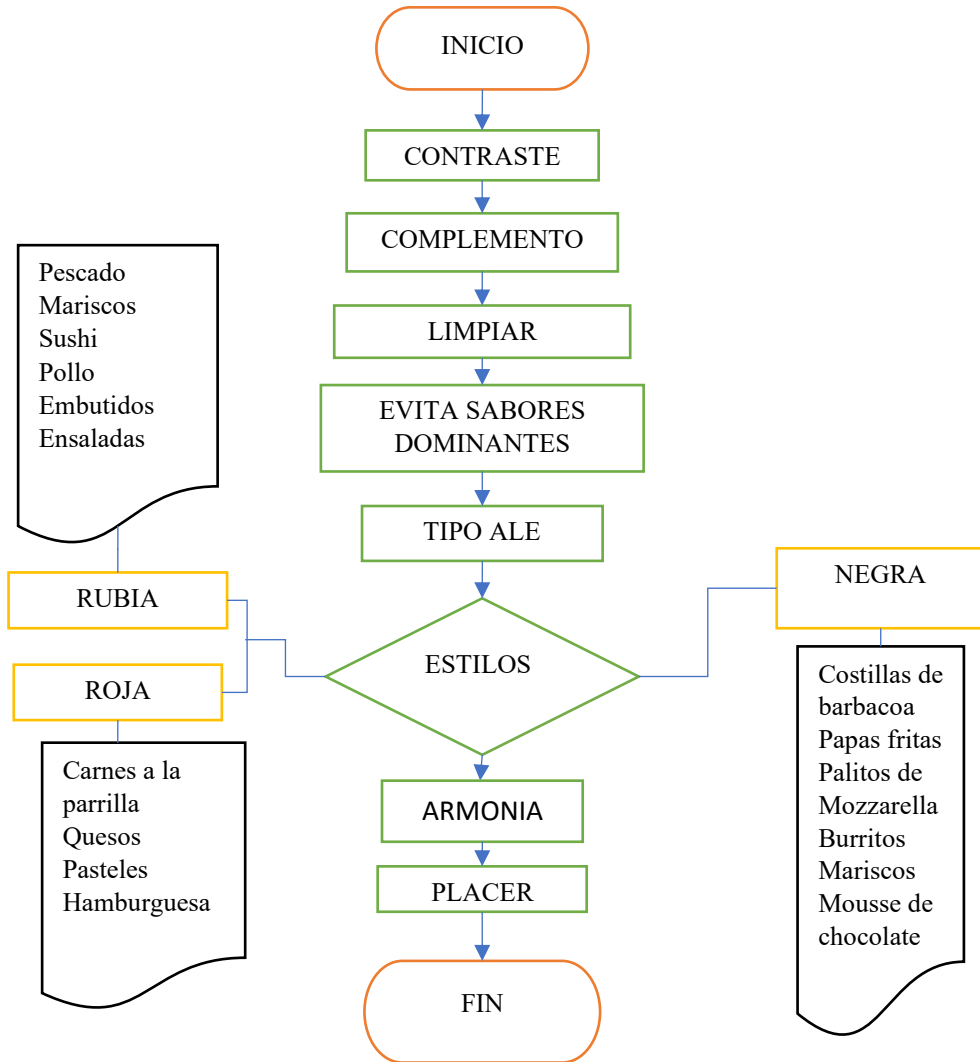 INICIO
CONTRASTE
COMPLEMENTO
LIMPIAR
EVITA SABORES
DOMINANTES
TIPO ALE
ESTILOS
Pescado
Mariscos
Sushi
Pollo
Embutidos
Ensaladas
RUBIA
ROJA
Carnes a la
parrilla
Quesos
Pasteles
Hamburguesa
NEGRA
Costillas de
barbacoa
Papas fritas
Palitos de
Mozzarella
Burritos
Mariscos
Mousse de
chocolate
ARMONIA
PLACER
FIN